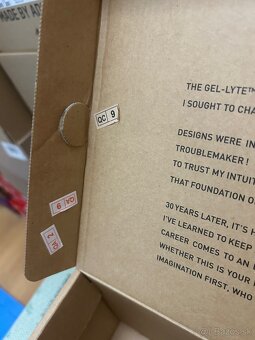 MADE BY AD
THE GEL-LYTE™
I SOUGHT TO CHA
QC 9
DESIGNS WERE IN
TROUBLEMAKER!
TO TRUST MY INTUIT
THAT FOUNDATION O
30 YEARS LATER, IT'S H
I'VE LEARNED TO KEEP
CAREER COMES TO AN E
WHETHER THIS IS YOUR
IMAGINATION FIRST, WHO